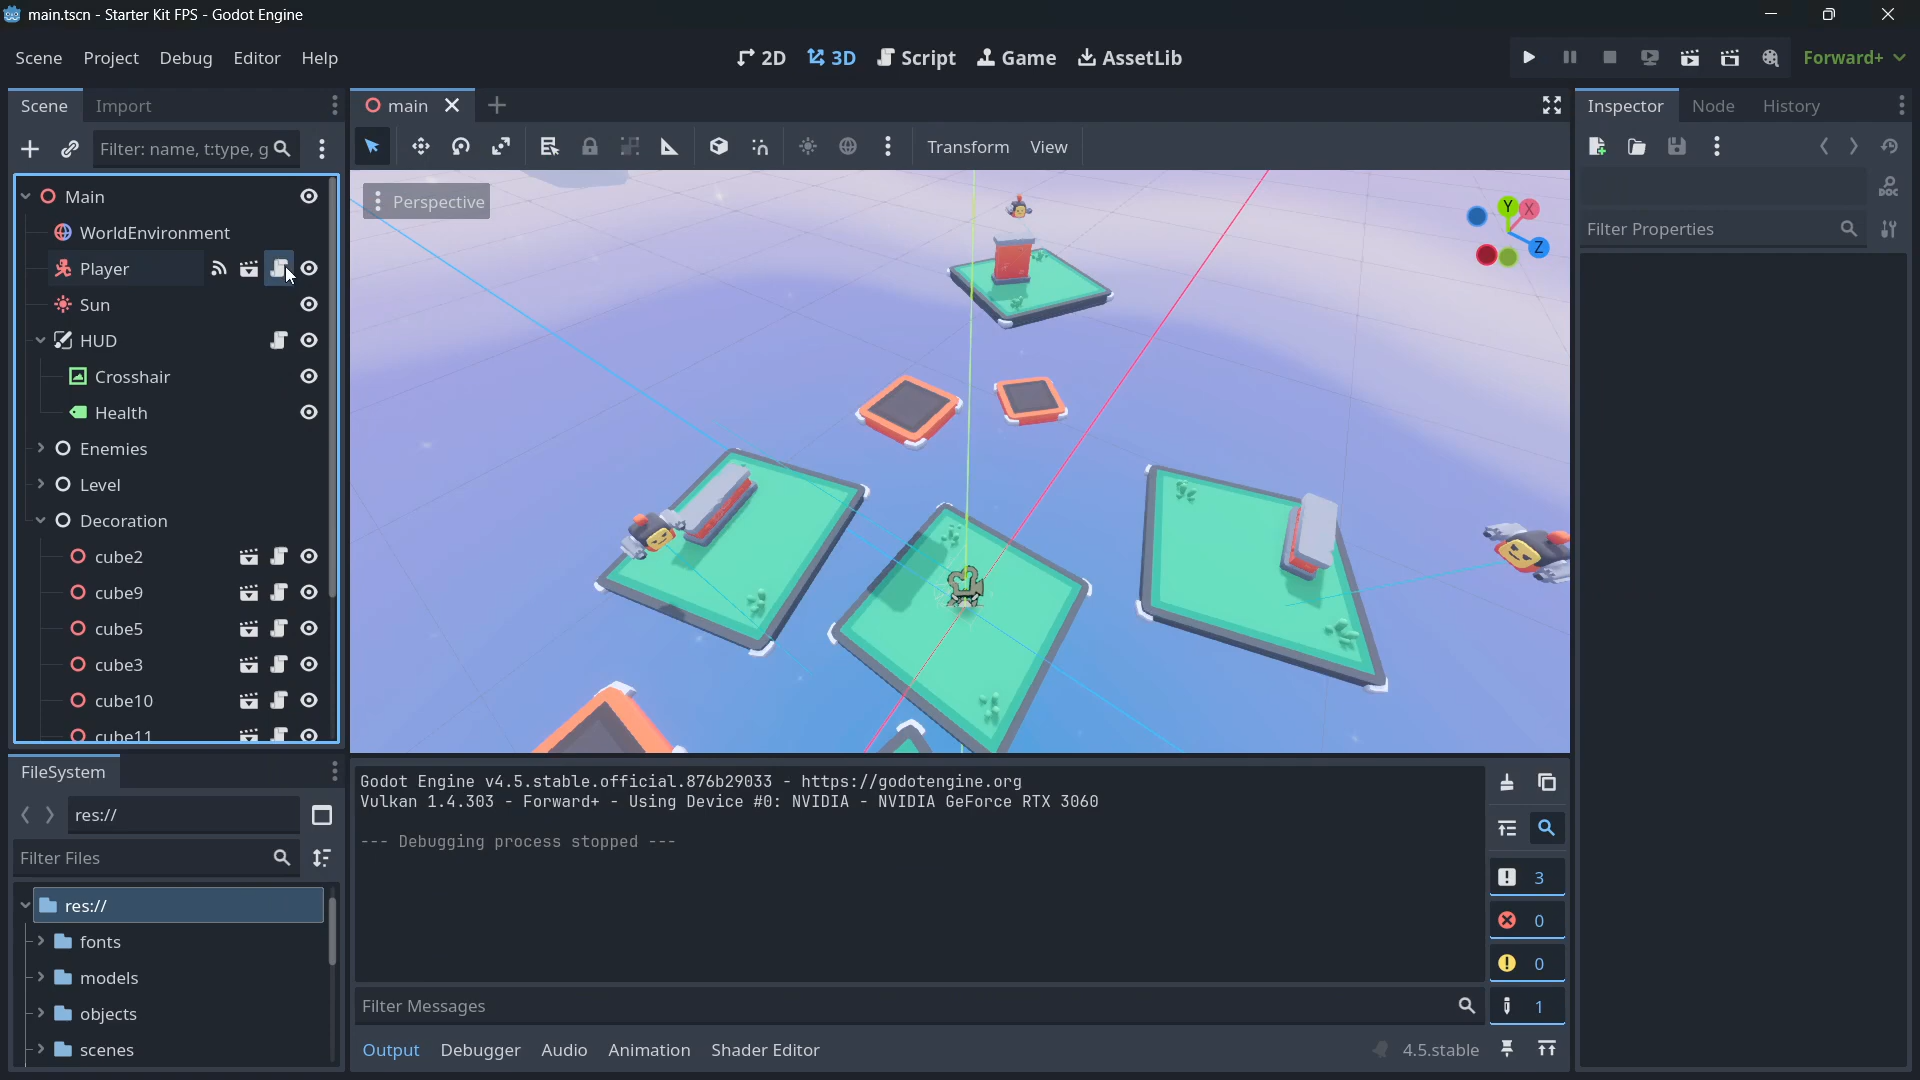 main.tscn - Starter Kit FPS - Godot Engine
Scene Project Debug Editor Help
2D 3D Script Game AssetLib
Forward+
Scene Import
Filter: name, t:type, g
Main
WorldEnvironment
Player
Sun
HUD
Crosshair
Health
Enemies
Level
Decoration
cube2
cube9
cube5
cube3
cube10
cube11
FileSystem
res://
Filter Files
res://
fonts
models
objects
scenes
main
Transform View
Perspective
Y
X
Z
Godot Engine v4.5.stable.official.876b29033 - https://godotengine.org
Vulkan 1.4.303 - Forward+ - Using Device #0: NVIDIA - NVIDIA GeForce RTX 3060
--- Debugging process stopped ---
3
0
0
1
Filter Messages
Output Debugger Audio Animation Shader Editor
4.5.stable
Inspector Node History
DOC
Filter Properties